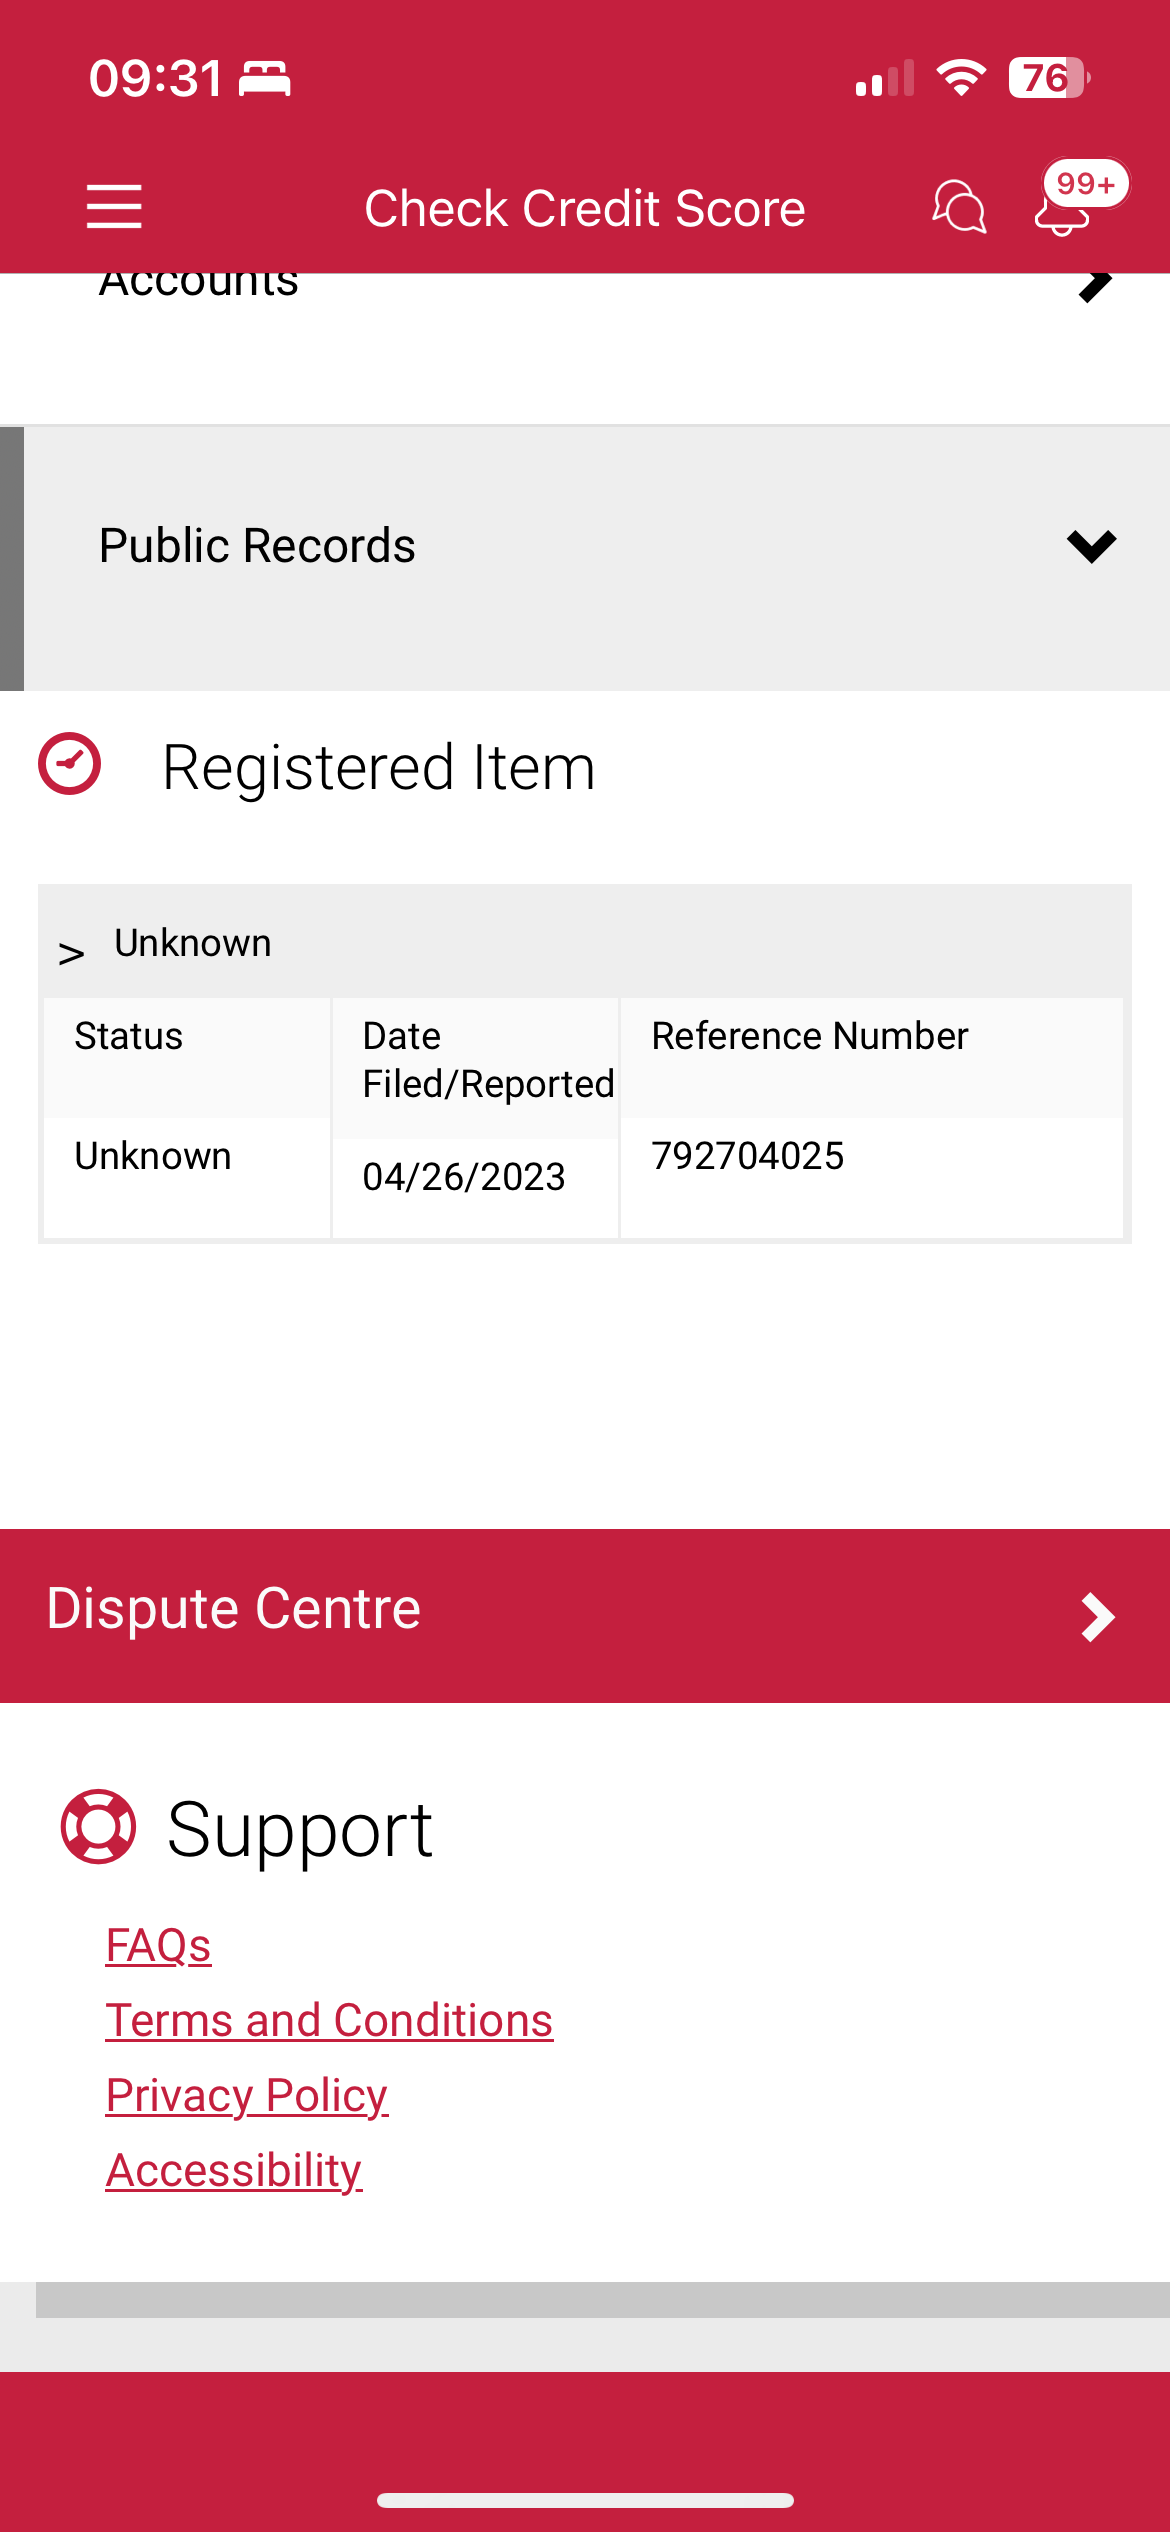 09:31
76
Check Credit Score
99+
Accounts
Public Records
Registered Item
> Unknown
Status
Date
Filed/Reported
Reference Number
Unknown
04/26/2023
792704025
Dispute Centre
Support
FAQs
Terms and Conditions
Privacy Policy
Accessibility